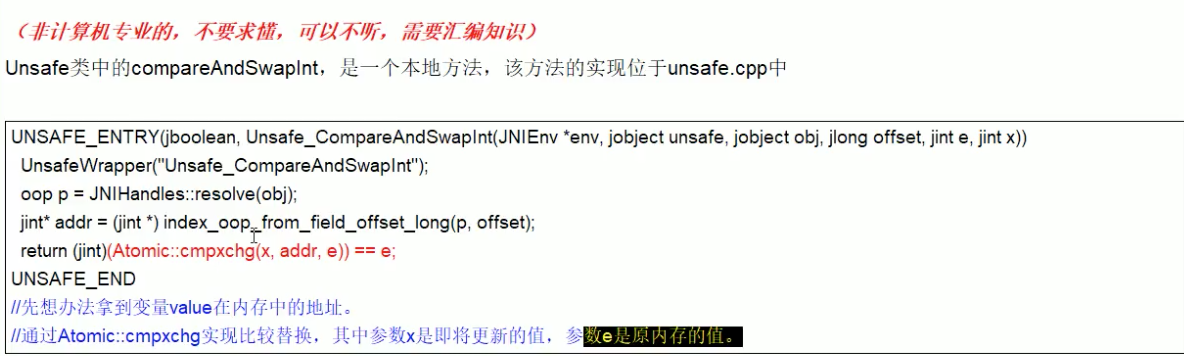 （非计算机专业的，不要求懂，可以不听，需要汇编知识）
Unsafe类中的compareAndSwapInt，是一个本地方法，该方法的实现位于unsafe.cpp中
UNSAFE_ENTRY(jboolean, Unsafe_CompareAndSwapInt(JNIEnv *env, jobject unsafe, jobject obj, jlong offset, jint e, jint x))
UnsafeWrapper("Unsafe_CompareAndSwapInt");
oop p = JNIHandles::resolve(obj);
jint* addr = (jint *) index_oop_from_field_offset_long(p, offset);
return (jint)(Atomic::cmpxchg(x, addr, e)) == e;
UNSAFE_END
//先想办法拿到变量value在内存中的地址。
//通过Atomic::cmpxchg实现比较替换，其中参数x是即将更新的值，参数e是原内存的值。